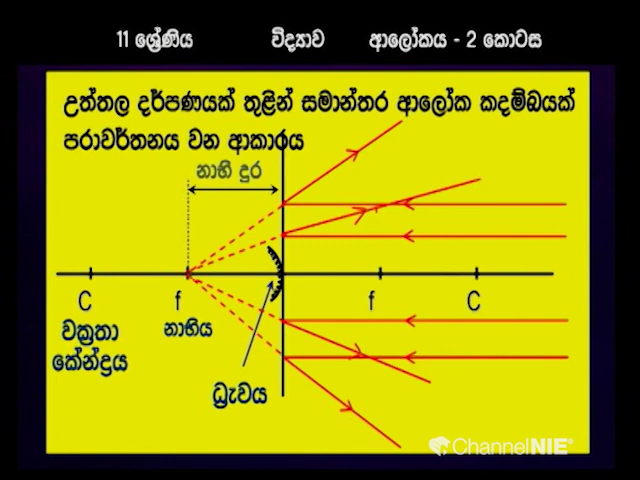 11 ශ්‍රේණිය විද්‍යාව ආලෝකය - 2 කොටස
උත්තල දර්පණයක් තුළින් සමාන්තර ආලෝක කදම්බයක්
පරාවර්තනය වන ආකාරය
නාභි දුර
C f f C
වක්‍රතා
කේන්ද්‍රය
නාභිය
ධ්‍රැවය
ChannelNIE